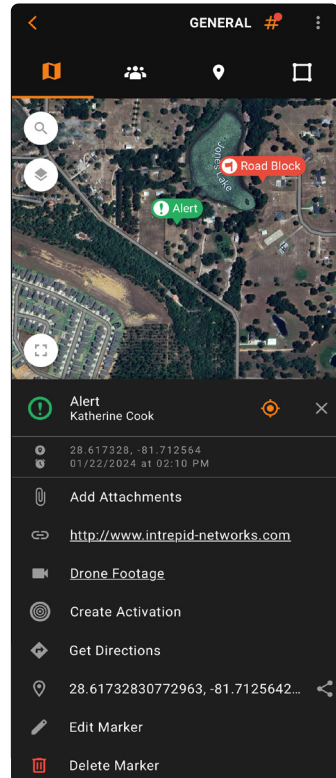 GENERAL #
Jones Lake
Road Block
Alert
Alert
Katherine Cook
28.617328, -81.712564
01/22/2024 at 02:10 PM
Add Attachments
http://www.intrepid-networks.com
Drone Footage
Create Activation
Get Directions
28.61732830772963, -81.7125642...
Edit Marker
Delete Marker